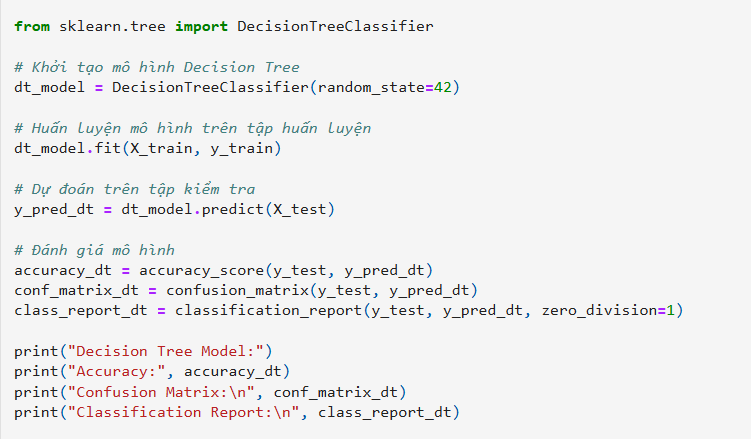 from sklearn.tree import DecisionTreeClassifier
# Khởi tạo mô hình Decision Tree
dt_model = DecisionTreeClassifier(random_state=42)
# Huấn luyện mô hình trên tập huấn luyện
dt_model.fit(X_train, y_train)
# Dự đoán trên tập kiểm tra
y_pred_dt = dt_model.predict(X_test)
# Đánh giá mô hình
accuracy_dt = accuracy_score(y_test, y_pred_dt)
conf_matrix_dt = confusion_matrix(y_test, y_pred_dt)
class_report_dt = classification_report(y_test, y_pred_dt, zero_division=1)
print("Decision Tree Model:")
print("Accuracy:", accuracy_dt)
print("Confusion Matrix:\n", conf_matrix_dt)
print("Classification Report:\n", class_report_dt)